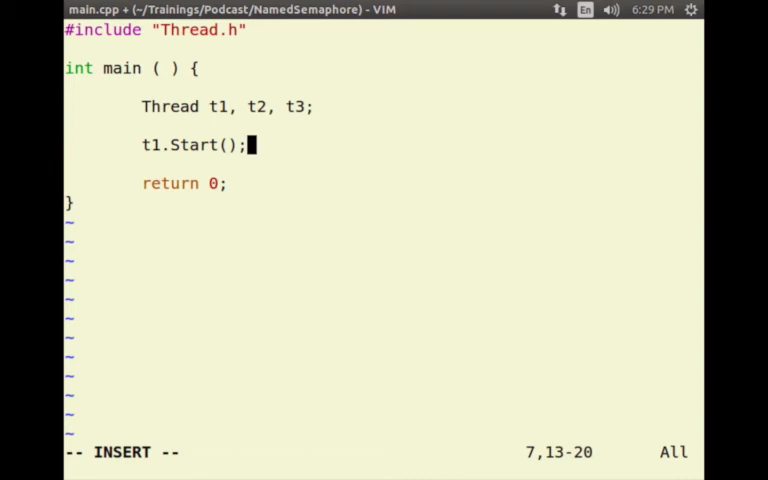 main.cpp + (~/Trainings/Podcast/NamedSemaphore) - VIM
En
6:29 PM
#include "Thread.h"
int main ( ) {
Thread t1, t2, t3;
t1.Start();
return 0;
}
~
~
~
~
~
~
~
~
~
~
~
~
-- INSERT -- 7,13-20 All